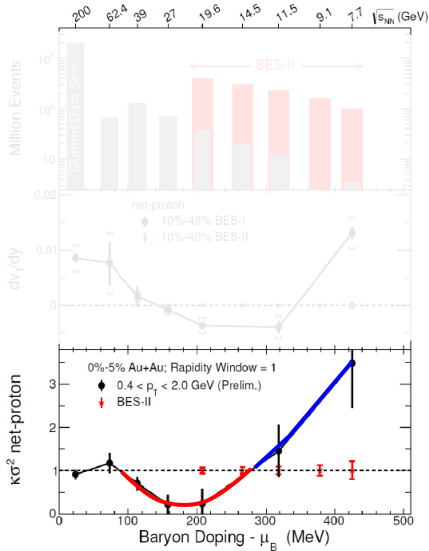 200 62.4 39 27 19.6 14.5 11.5 9.1 7.7 √sNN (GeV)
Million Events
10³
10²
10
Current Data Sets
BES-II
dv₁/dy
0.02
0.01
0
net-proton
10%-40% BES-I
10%-40% BES-II
κσ² net-proton
3
2
1
0
0%-5% Au+Au; Rapidity Window = 1
0.4 < pT < 2.0 GeV (Prelim.)
BES-II
0 100 200 300 400 500
Baryon Doping - μB (MeV)